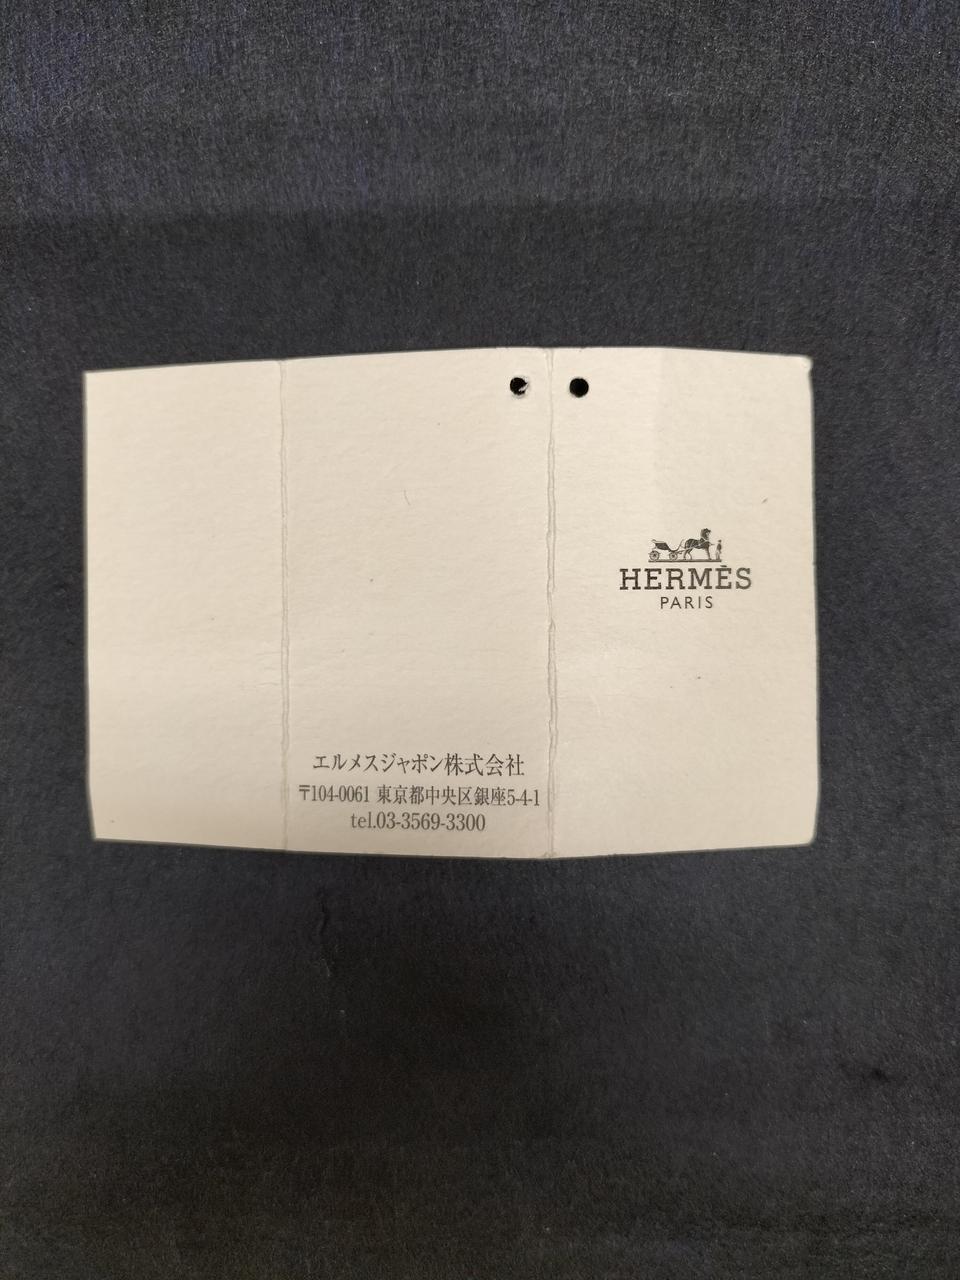 エルメスジャポン株式会社
〒104-0061 東京都中央区銀座5-4-1
tel.03-3569-3300
HERMÈS
PARIS